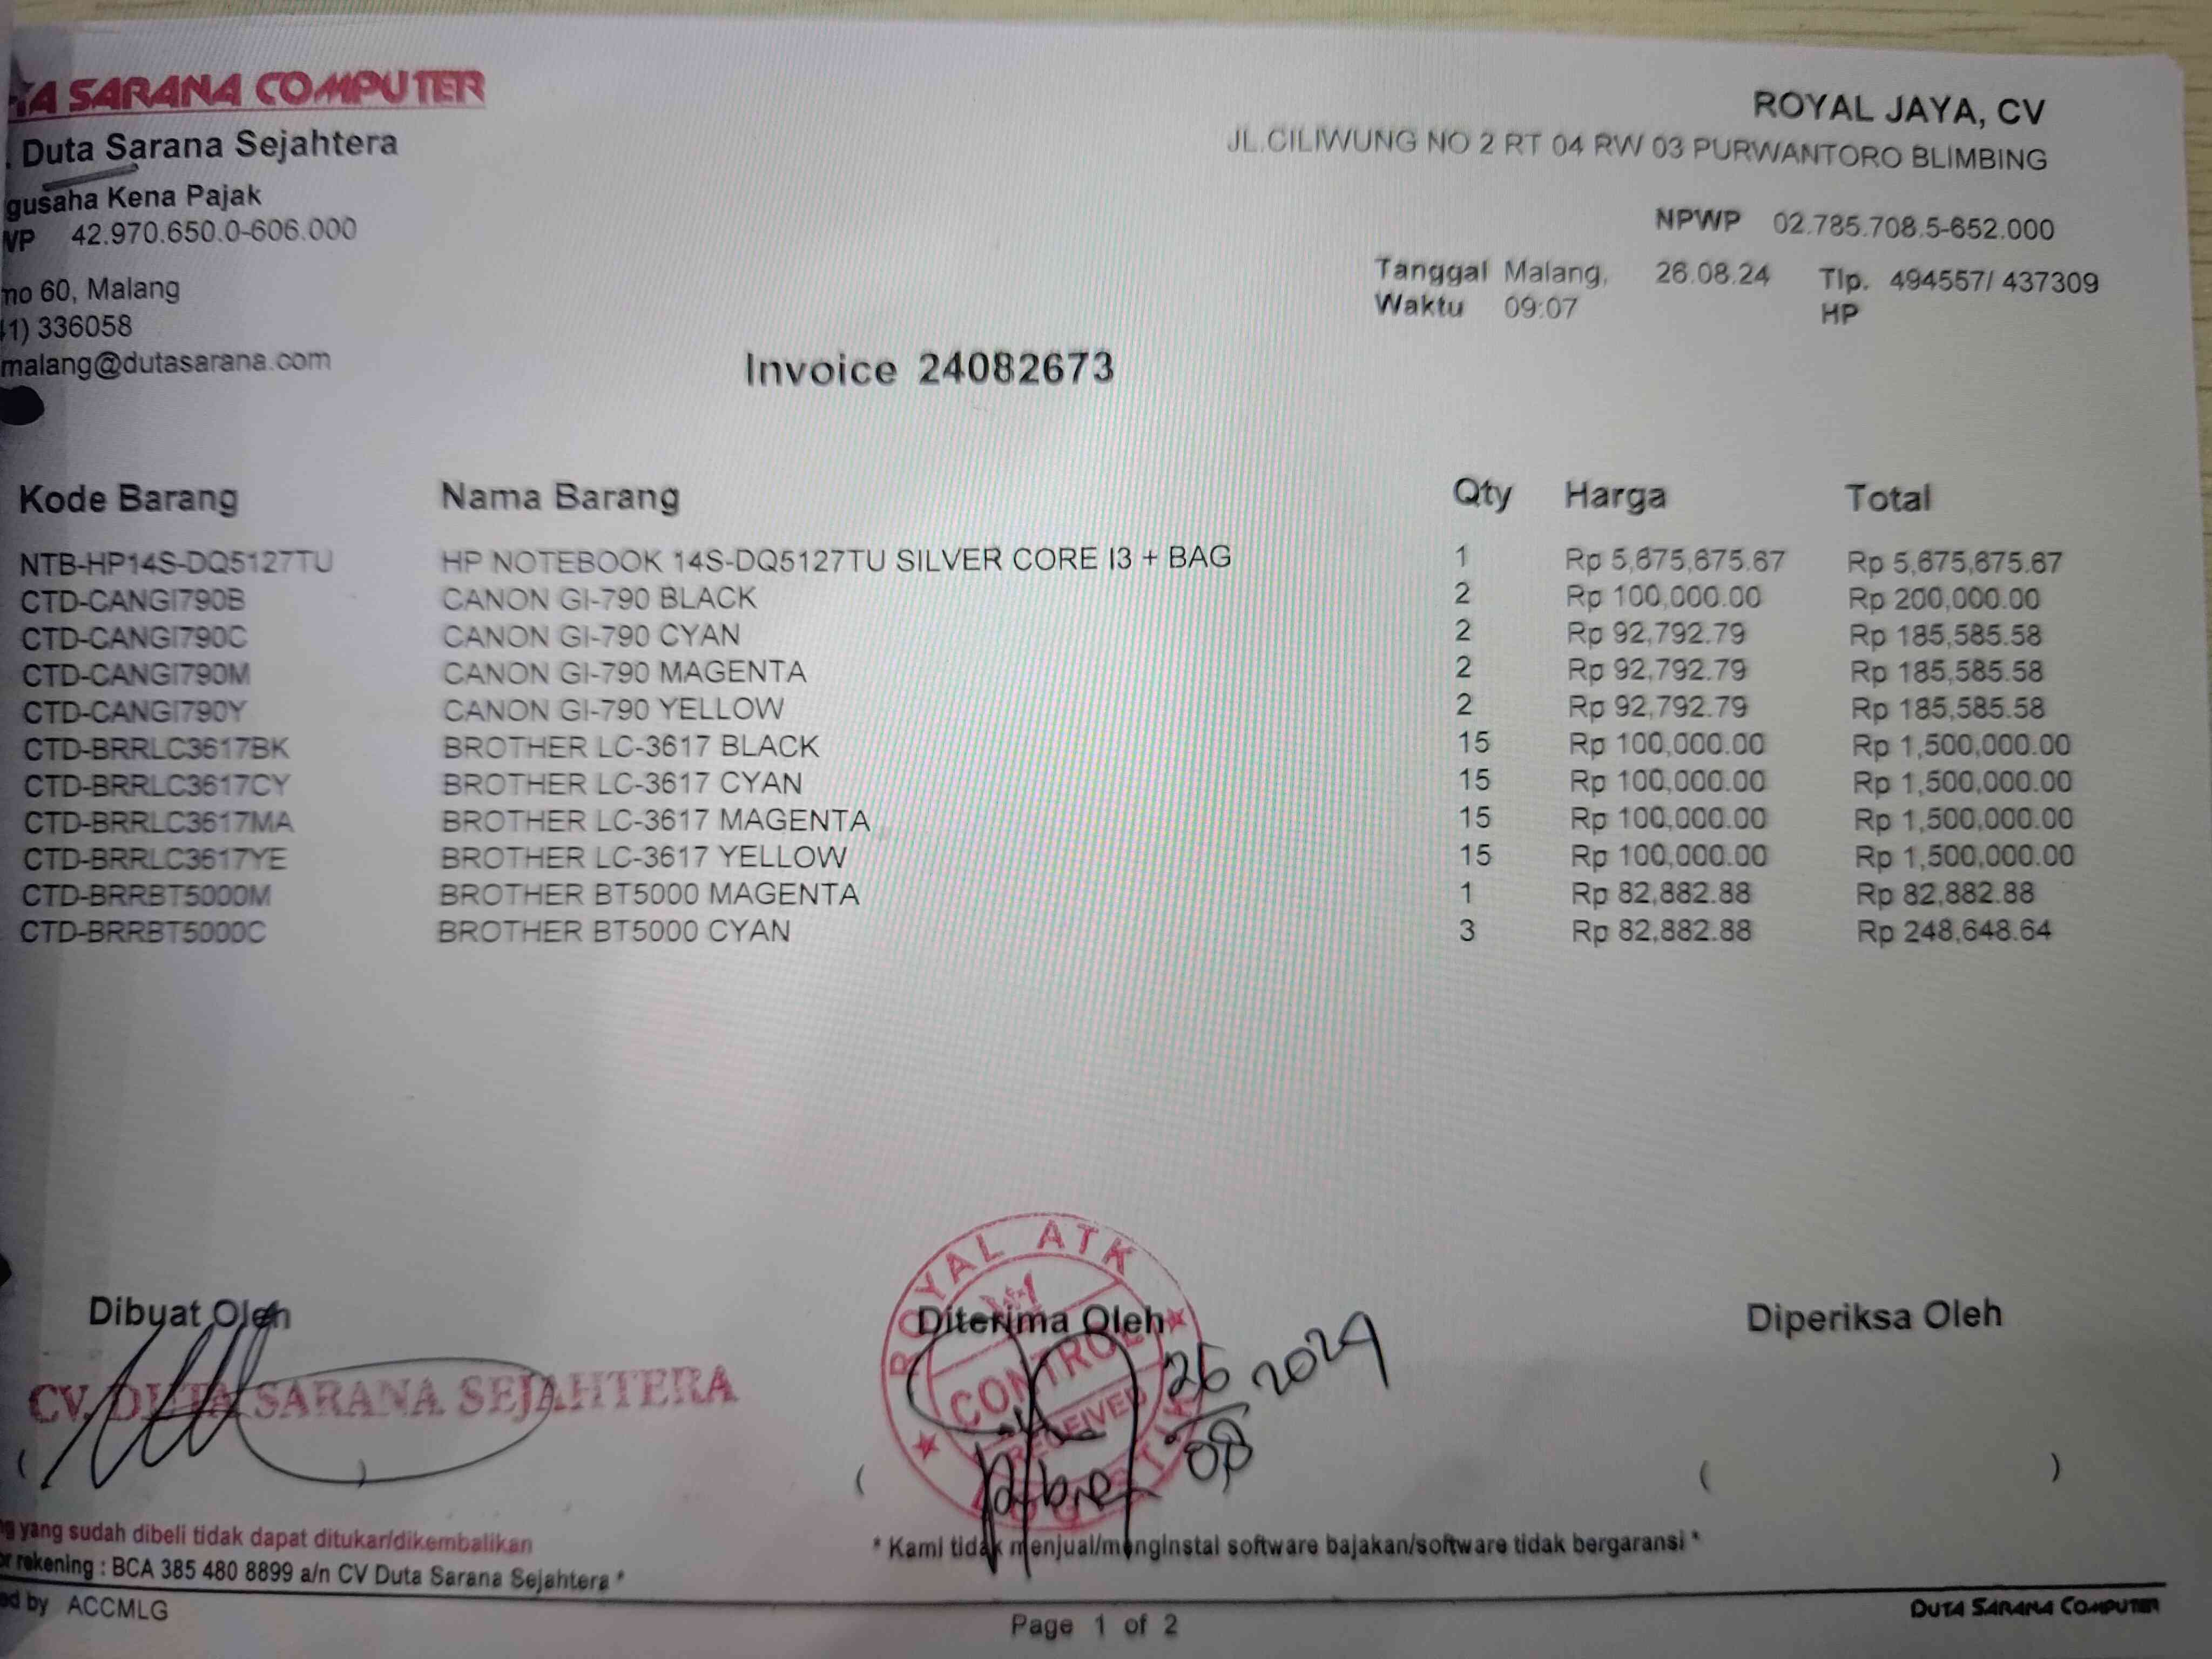 TA SARANA COMPUTER
. Duta Sarana Sejahtera
gusaha Kena Pajak
WP 42.970.650.0-606.000
mo 60, Malang
41) 336058
malang@dutasarana.com
ROYAL JAYA, CV
JL.CILIWUNG NO 2 RT 04 RW 03 PURWANTORO BLIMBING
NPWP 02.785.708.5-652.000
Tanggal Malang, 26.08.24 Tlp. 494557/ 437309
Waktu 09:07 HP
Invoice 24082673
Kode Barang Nama Barang Qty Harga Total
NTB-HP14S-DQ5127TU HP NOTEBOOK 14S-DQ5127TU SILVER CORE I3 + BAG 1 Rp 5,675,675.67 Rp 5,675,675.67
CTD-CANGI790B CANON GI-790 BLACK 2 Rp 100,000.00 Rp 200,000.00
CTD-CANGI790C CANON GI-790 CYAN 2 Rp 92,792.79 Rp 185,585.58
CTD-CANGI790M CANON GI-790 MAGENTA 2 Rp 92,792.79 Rp 185,585.58
CTD-CANGI790Y CANON GI-790 YELLOW 2 Rp 92,792.79 Rp 185,585.58
CTD-BRRLC3617BK BROTHER LC-3617 BLACK 15 Rp 100,000.00 Rp 1,500,000.00
CTD-BRRLC3617CY BROTHER LC-3617 CYAN 15 Rp 100,000.00 Rp 1,500,000.00
CTD-BRRLC3617MA BROTHER LC-3617 MAGENTA 15 Rp 100,000.00 Rp 1,500,000.00
CTD-BRRLC3617YE BROTHER LC-3617 YELLOW 15 Rp 100,000.00 Rp 1,500,000.00
CTD-BRRBT5000M BROTHER BT5000 MAGENTA 1 Rp 82,882.88 Rp 82,882.88
CTD-BRRBT5000C BROTHER BT5000 CYAN 3 Rp 82,882.88 Rp 248,648.64
Dibuat Oleh Diterima Oleh Diperiksa Oleh
CV. DUTA SARANA SEJAHTERA
ROYAL ATK
CONTROL
RECEIVED
26 2024
08
( ) ( ( )
g yang sudah dibeli tidak dapat ditukar/dikembalikan
or rekening : BCA 385 480 8899 a/n CV Duta Sarana Sejahtera *
* Kami tidak menjual/menginstal software bajakan/software tidak bergaransi *
ed by ACCMLG
Page 1 of 2
DUTA SARANA COMPUTER